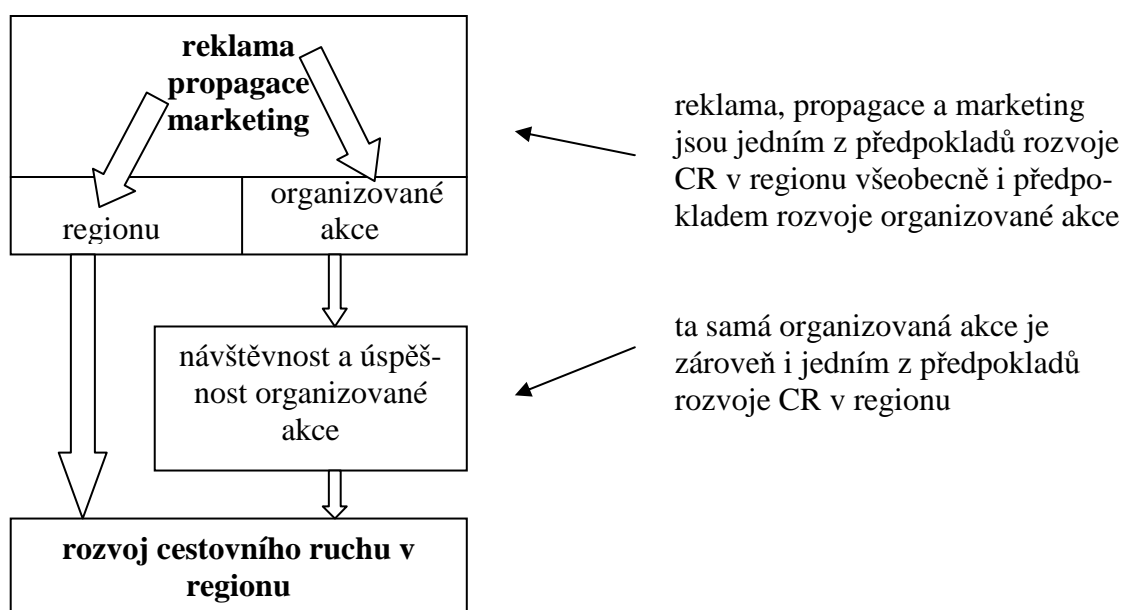 reklama
propagace
marketing
regionu
organizované
akce
reklama, propagace a marketing
jsou jedním z předpokladů rozvoje
CR v regionu všeobecně i předpo-
kladem rozvoje organizované akce
návštěvnost a úspěš-
nost organizované
akce
ta samá organizovaná akce je
zároveň i jedním z předpokladů
rozvoje CR v regionu
rozvoj cestovního ruchu v
regionu